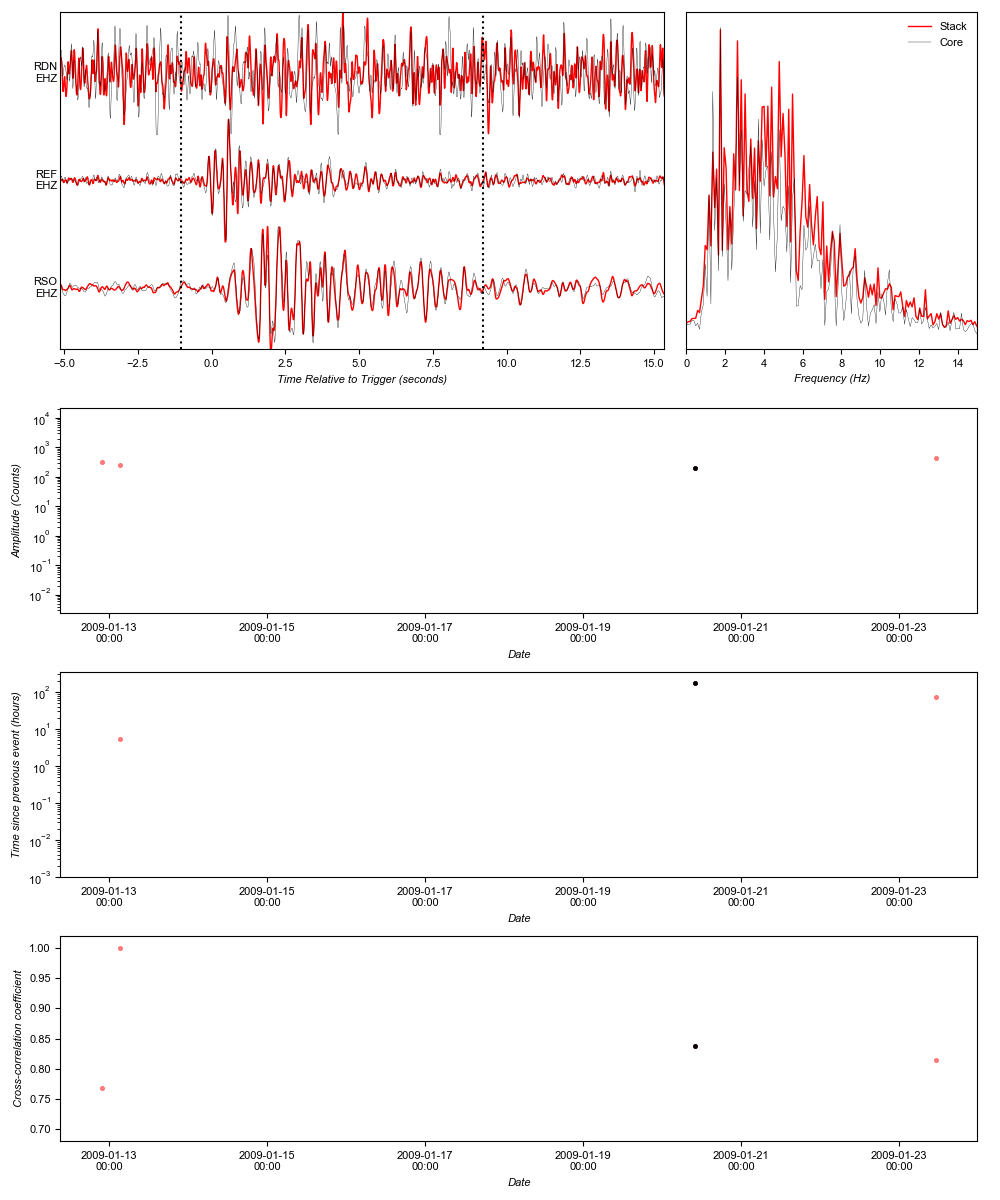 RDN
EHZ
REF
EHZ
RSO
EHZ
−5.0 −2.5 0.0 2.5 5.0 7.5 10.0 12.5 15.0
Time Relative to Trigger (seconds)
Stack
Core
0 2 4 6 8 10 12 14
Frequency (Hz)
10^4
10^3
10^2
10^1
10^0
10^−1
10^−2
Amplitude (Counts)
2009-01-13 2009-01-15 2009-01-17 2009-01-19 2009-01-21 2009-01-23
00:00 00:00 00:00 00:00 00:00 00:00
Date
10^2
10^1
10^0
10^−1
10^−2
10^−3
Time since previous event (hours)
2009-01-13 2009-01-15 2009-01-17 2009-01-19 2009-01-21 2009-01-23
00:00 00:00 00:00 00:00 00:00 00:00
Date
1.00
0.95
0.90
0.85
0.80
0.75
0.70
Cross-correlation coefficient
2009-01-13 2009-01-15 2009-01-17 2009-01-19 2009-01-21 2009-01-23
00:00 00:00 00:00 00:00 00:00 00:00
Date